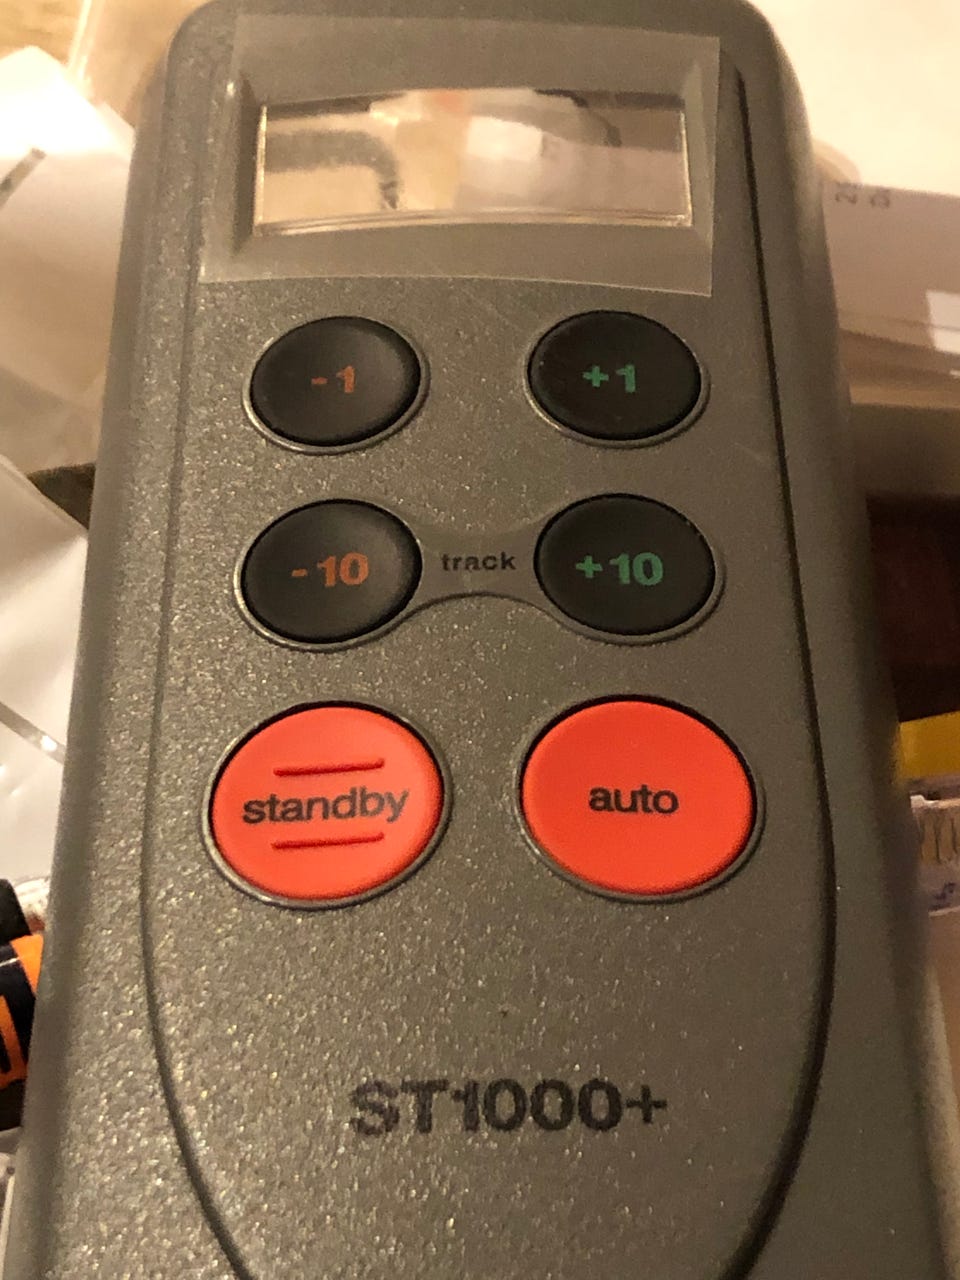 -1 +1
-10 track +10
standby auto
ST1000+